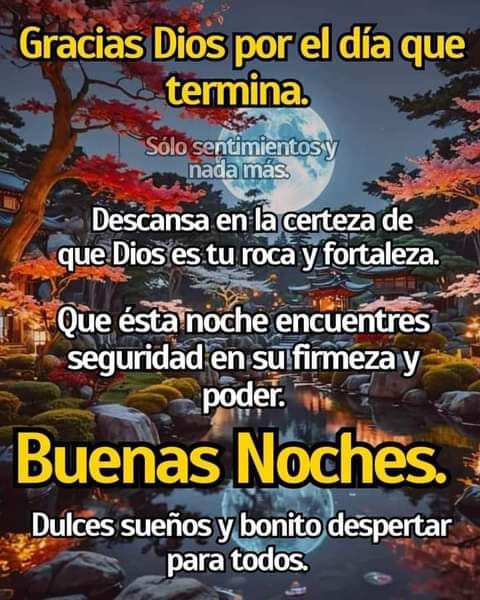 Gracias Dios por el día que
termina.
Sólo sentimientos y
nada más.
Descansa en la certeza de
que Dios es tu roca y fortaleza.
Que ésta noche encuentres
seguridad en su firmeza y
poder.
Buenas Noches.
Dulces sueños y bonito despertar
para todos.